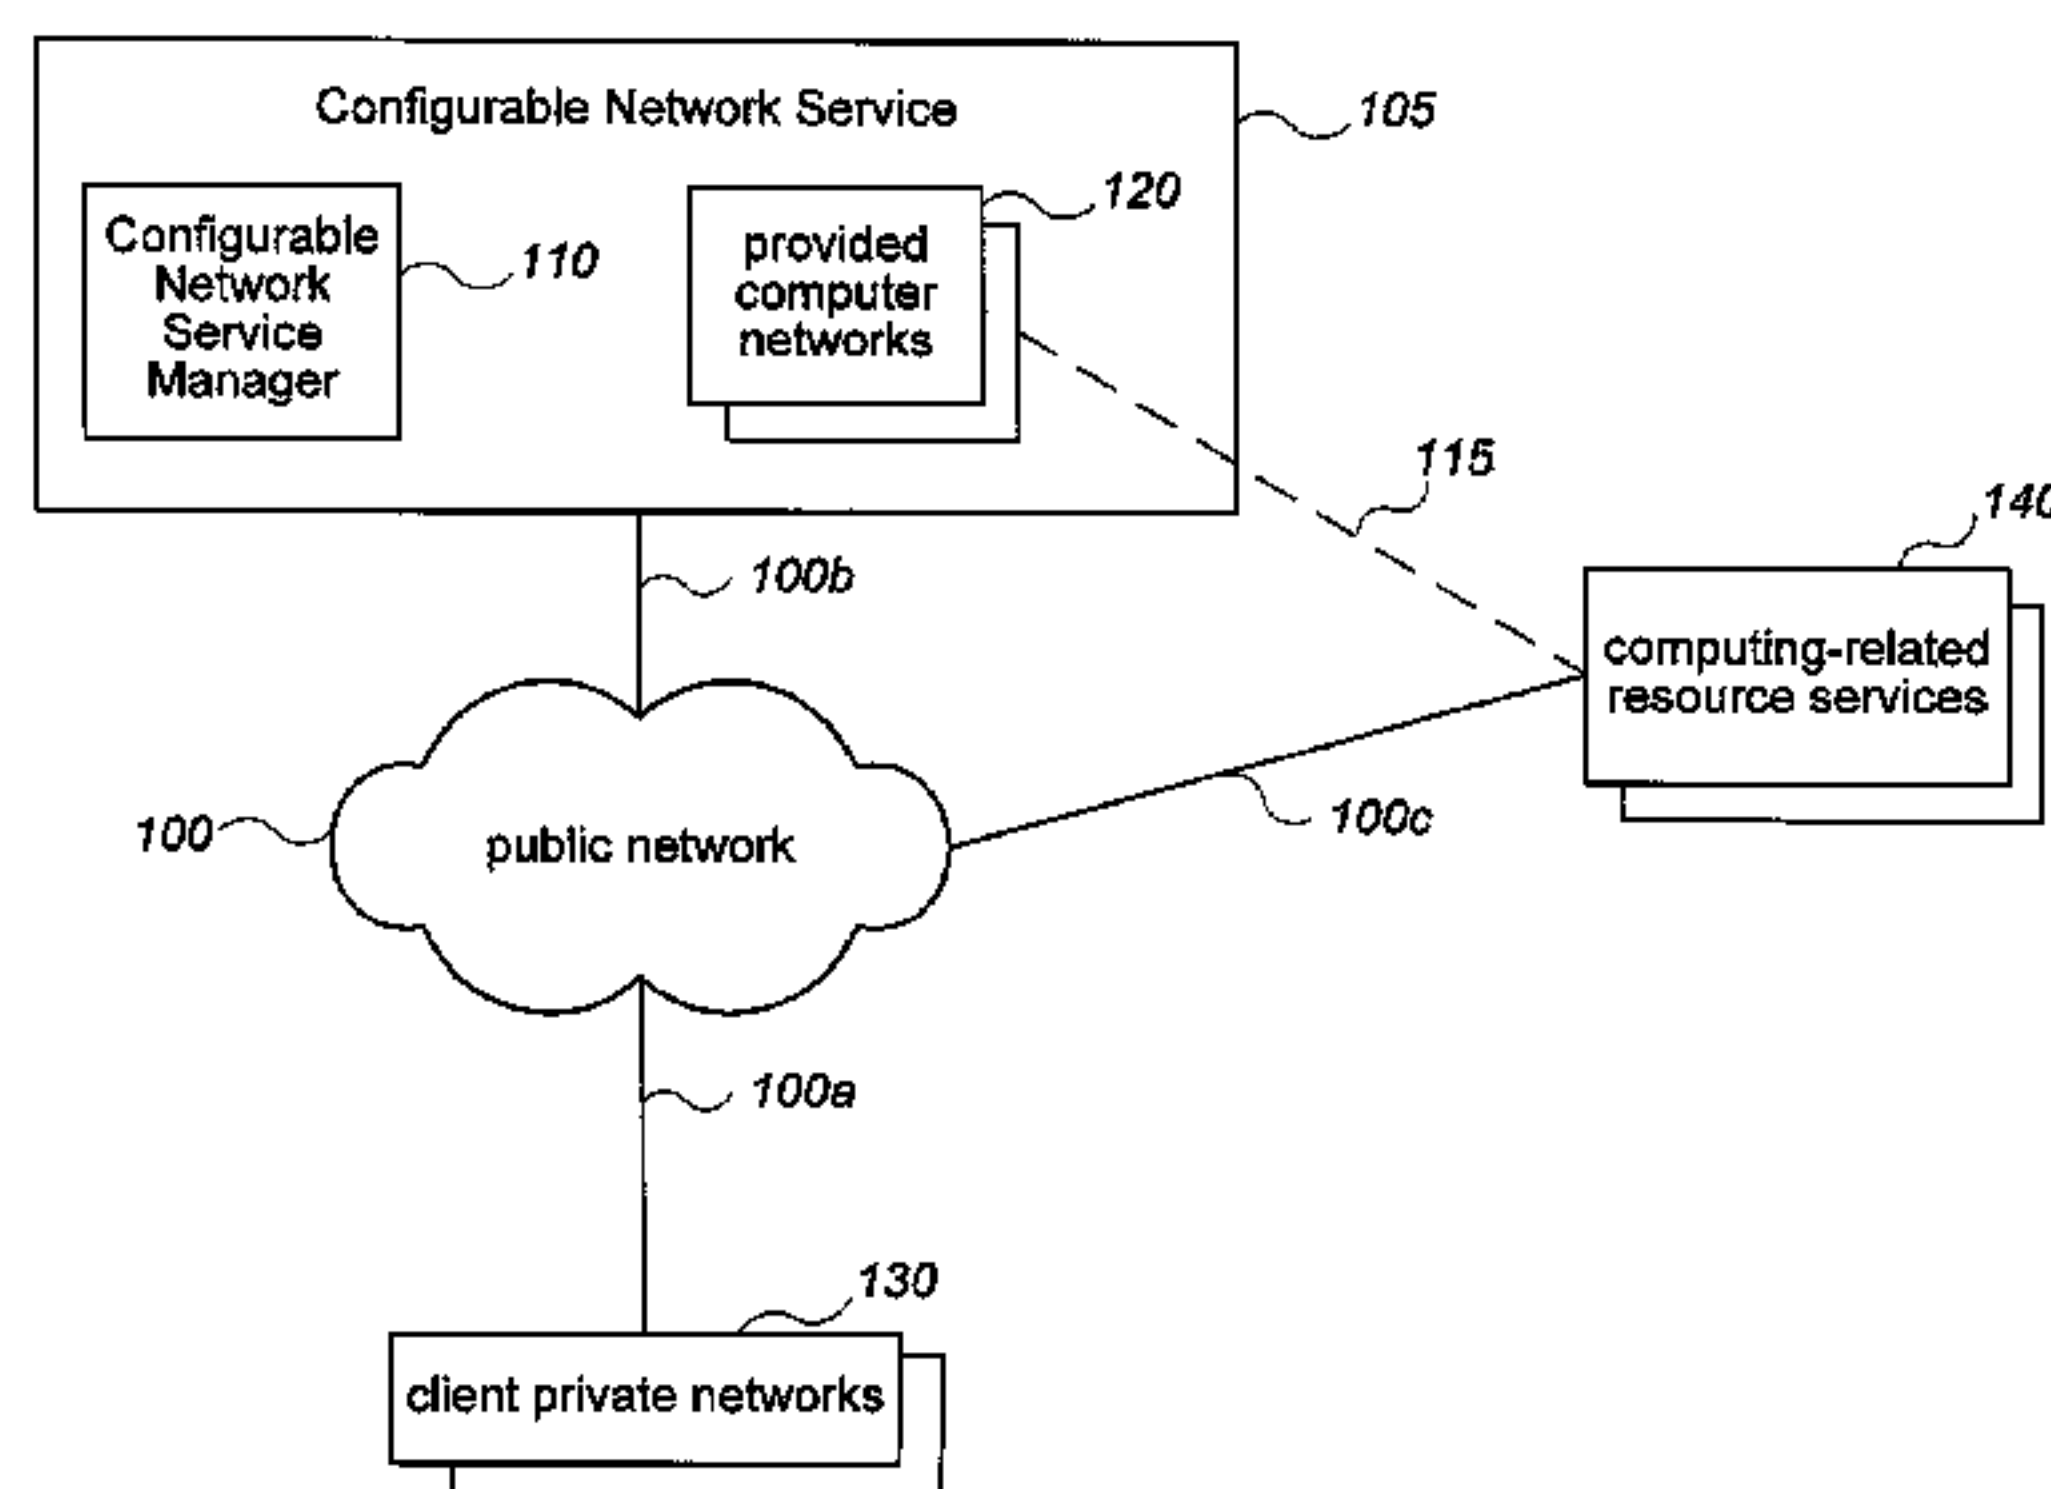 Configurable Network Service
105
Configurable
Network
Service
Manager
110
provided
computer
networks
120
115
140
100b
computing-related
resource services
100
public network
100c
100a
130
client private networks